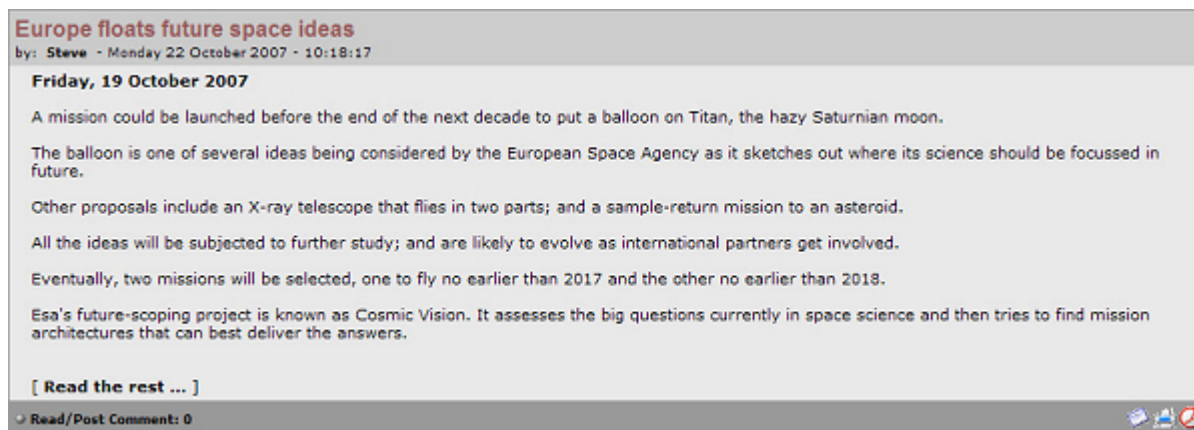 Europe floats future space ideas
by: Steve - Monday 22 October 2007 - 10:18:17
Friday, 19 October 2007
A mission could be launched before the end of the next decade to put a balloon on Titan, the hazy Saturnian moon.
The balloon is one of several ideas being considered by the European Space Agency as it sketches out where its science should be focussed in
future.
Other proposals include an X-ray telescope that flies in two parts; and a sample-return mission to an asteroid.
All the ideas will be subjected to further study; and are likely to evolve as international partners get involved.
Eventually, two missions will be selected, one to fly no earlier than 2017 and the other no earlier than 2018.
Esa's future-scoping project is known as Cosmic Vision. It assesses the big questions currently in space science and then tries to find mission
architectures that can best deliver the answers.
[ Read the rest ... ]
Read/Post Comment: 0